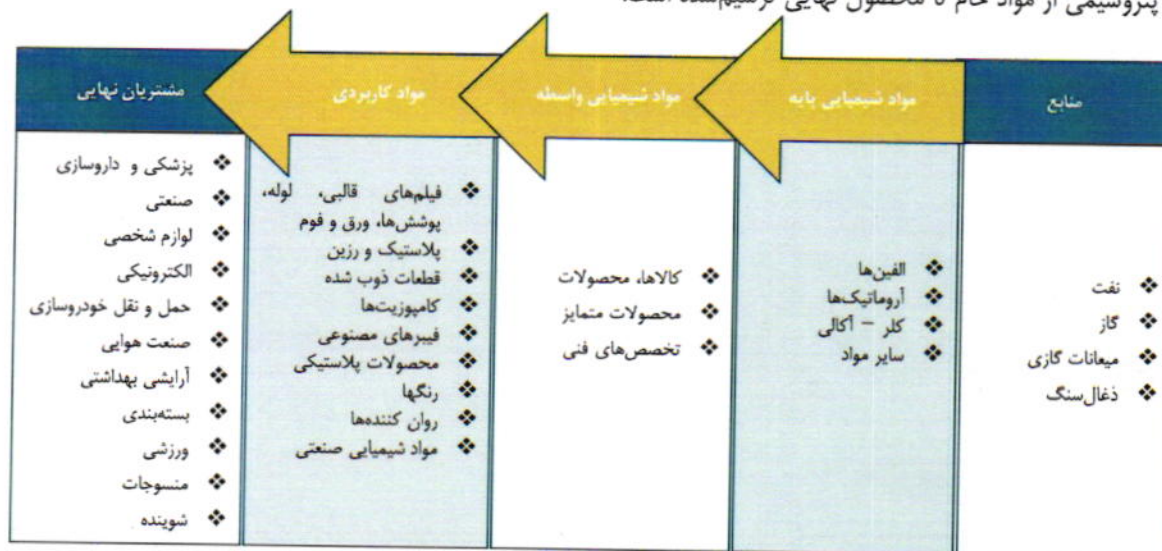 پتروشیمی از مواد خام تا محصول نهایی ترسیم‌شده است.
منابع
❖ نفت
❖ گاز
❖ میعانات گازی
❖ ذغال‌سنگ
مواد شیمیایی پایه
❖ الفین‌ها
❖ آروماتیک‌ها
❖ کلر – آکالی
❖ سایر مواد
مواد شیمیایی واسطه
❖ کالاها، محصولات
❖ محصولات متمایز
❖ تخصص‌های فنی
مواد کاربردی
❖ فیلم‌های قالبی، لوله،
پوشش‌ها، ورق و فوم
❖ پلاستیک و رزین
❖ قطعات ذوب شده
❖ کامپوزیت‌ها
❖ فیبرهای مصنوعی
❖ محصولات پلاستیکی
❖ رنگها
❖ روان کننده‌ها
❖ مواد شیمیایی صنعتی
مشتریان نهایی
❖ پزشکی و داروسازی
❖ صنعتی
❖ لوازم شخصی
❖ الکترونیکی
❖ حمل و نقل خودروسازی
❖ صنعت هوایی
❖ آرایشی بهداشتی
❖ بسته‌بندی
❖ ورزشی
❖ منسوجات
❖ شوینده